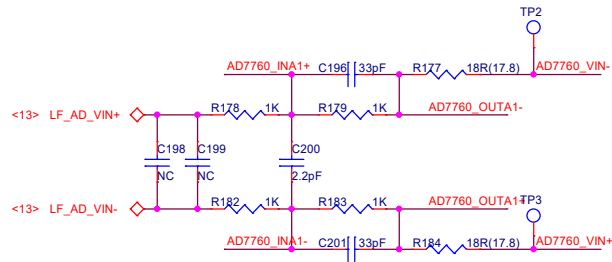 TP2
AD7760_INA1+ C196 33pF R177 18R(17.8) AD7760_VIN-
<13> LF_AD_VIN+ R178 1K R179 1K AD7760_OUTA1-
C198 C199 C200
NC NC 2.2pF
<13> LF_AD_VIN- R182 1K R183 1K AD7760_OUTA1+
TP3
AD7760_INA1- C201 33pF R184 18R(17.8) AD7760_VIN+